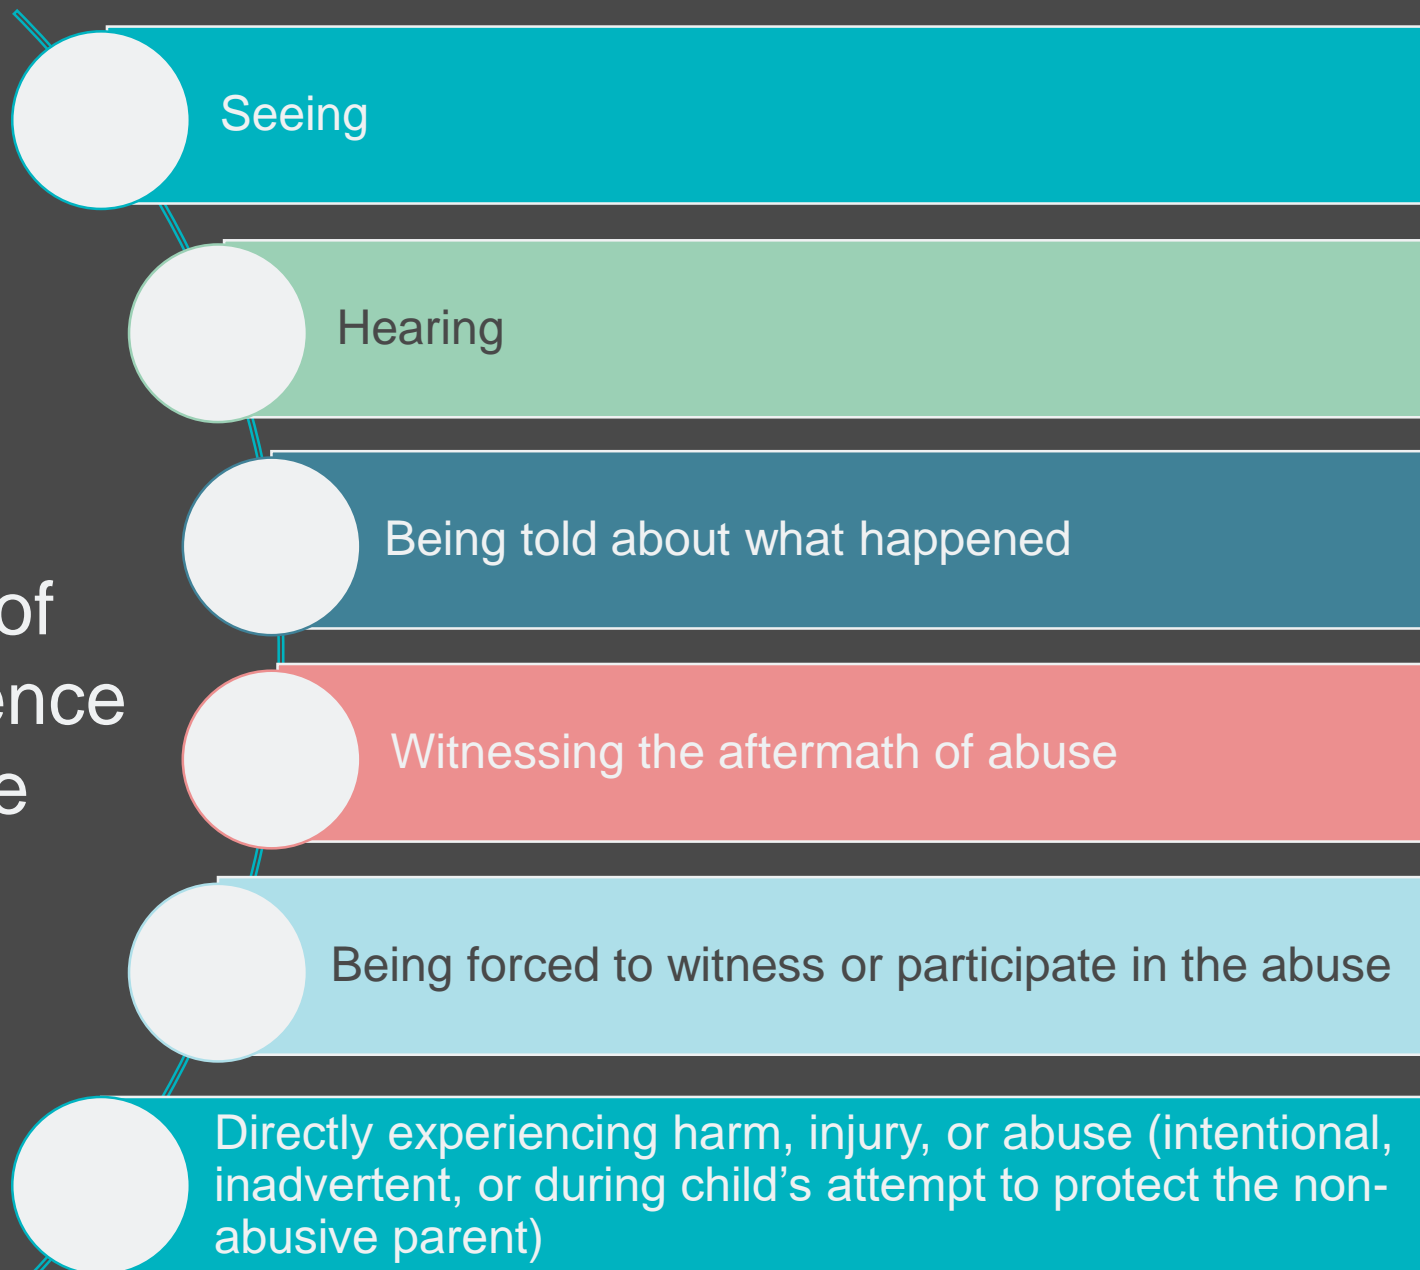 of
ence
e
Seeing
Hearing
Being told about what happened
Witnessing the aftermath of abuse
Being forced to witness or participate in the abuse
Directly experiencing harm, injury, or abuse (intentional,
inadvertent, or during child’s attempt to protect the non-
abusive parent)